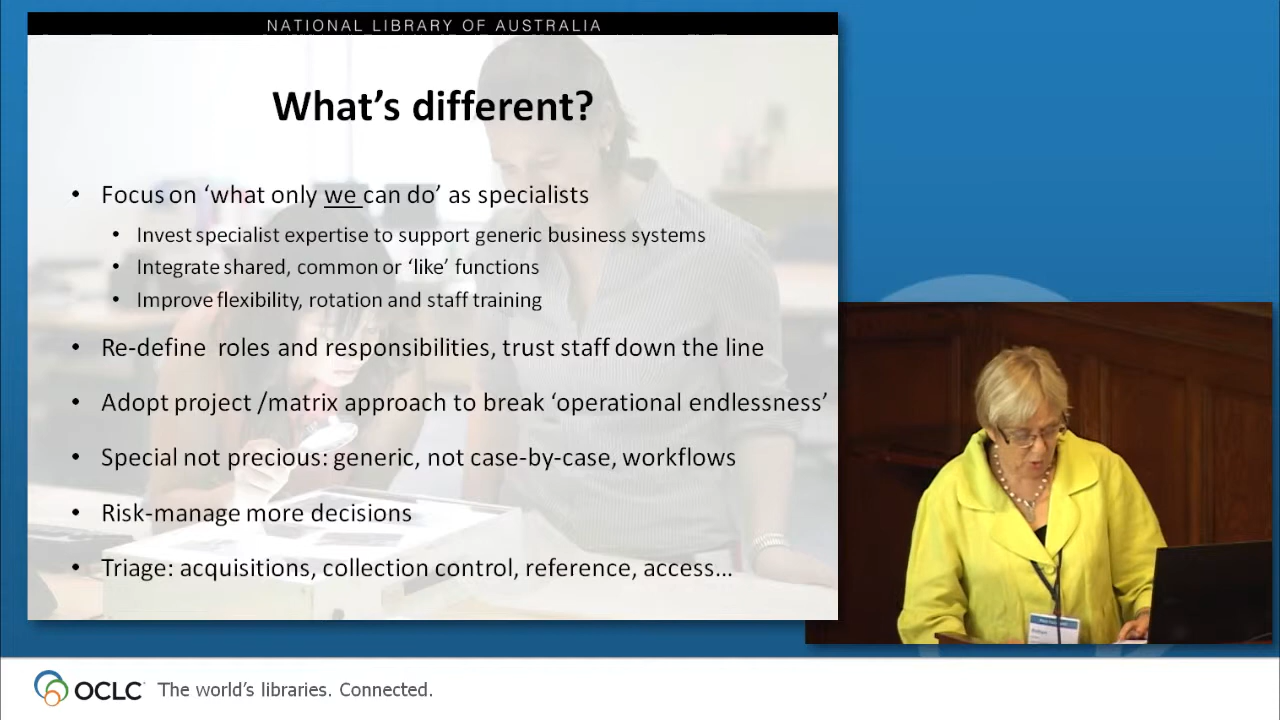 NATIONAL LIBRARY OF AUSTRALIA
What's different?
• Focus on ‘what only we can do’ as specialists
• Invest specialist expertise to support generic business systems
• Integrate shared, common or ‘like’ functions
• Improve flexibility, rotation and staff training
• Re-define roles and responsibilities, trust staff down the line
• Adopt project /matrix approach to break ‘operational endlessness’
• Special not precious: generic, not case-by-case, workflows
• Risk-manage more decisions
• Triage: acquisitions, collection control, reference, access...
OCLC The world's libraries. Connected.